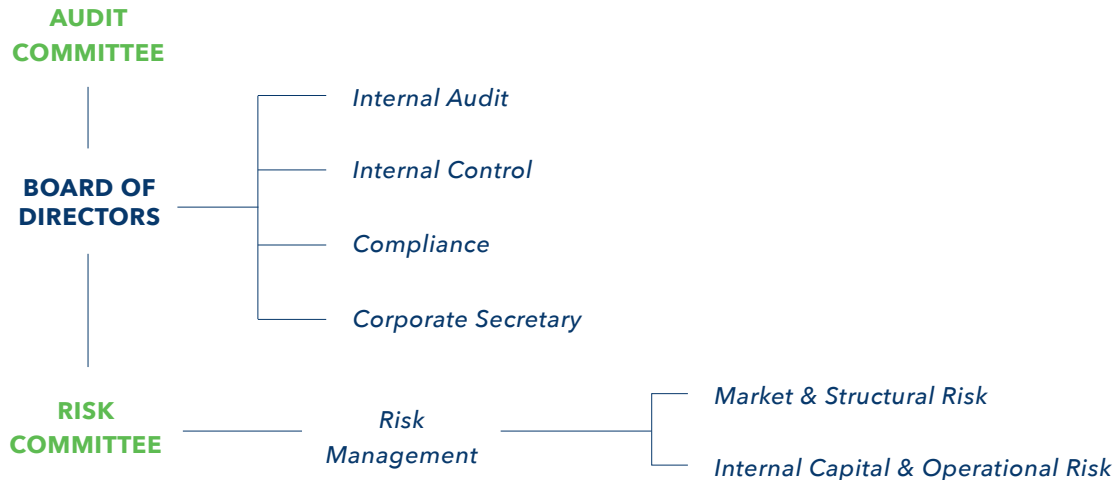 AUDIT
COMMITTEE
Internal Audit
Internal Control
BOARD OF
DIRECTORS
Compliance
Corporate Secretary
RISK
COMMITTEE
Risk
Management
Market & Structural Risk
Internal Capital & Operational Risk